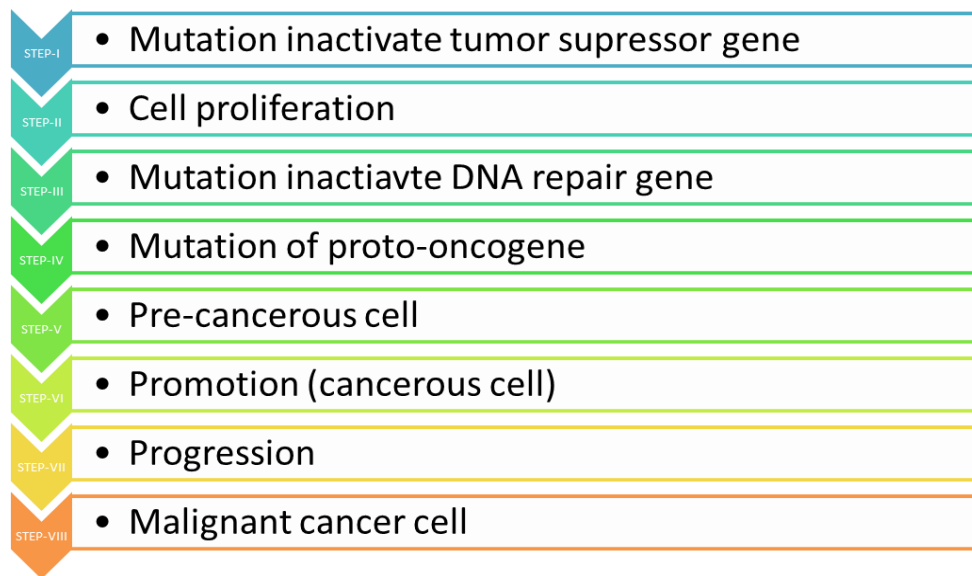 STEP-I • Mutation inactivate tumor supressor gene
STEP-II • Cell proliferation
STEP-III • Mutation inactiavte DNA repair gene
STEP-IV • Mutation of proto-oncogene
STEP-V • Pre-cancerous cell
STEP-VI • Promotion (cancerous cell)
STEP-VII • Progression
STEP-VIII • Malignant cancer cell